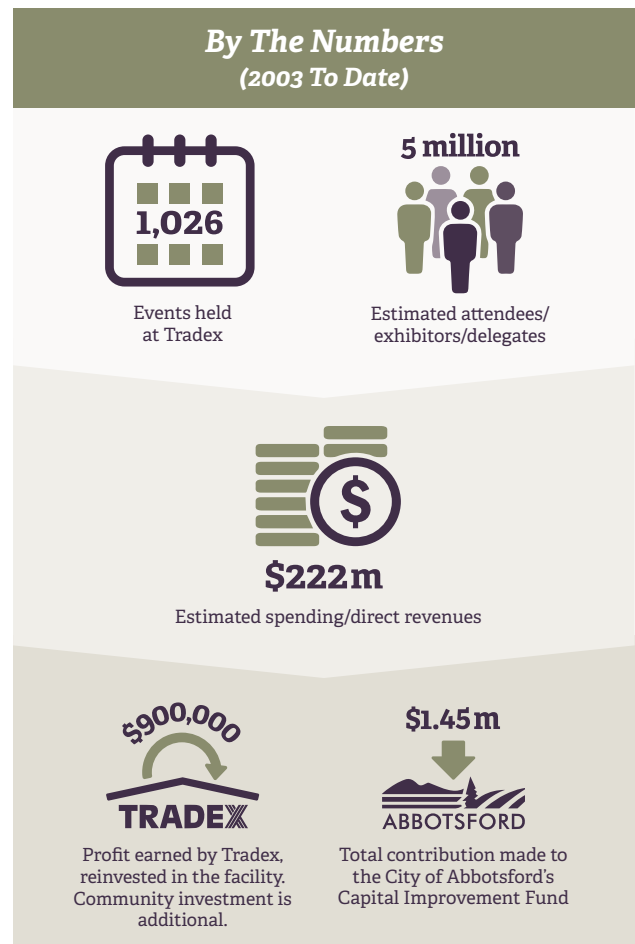 By The Numbers
(2003 To Date)
1,026
Events held
at Tradex
5 million
Estimated attendees/
exhibitors/delegates
$
$222m
Estimated spending/direct revenues
$900,000
TRADEX
Profit earned by Tradex,
reinvested in the facility.
Community investment is
additional.
$1.45m
ABBOTSFORD
Total contribution made to
the City of Abbotsford's
Capital Improvement Fund